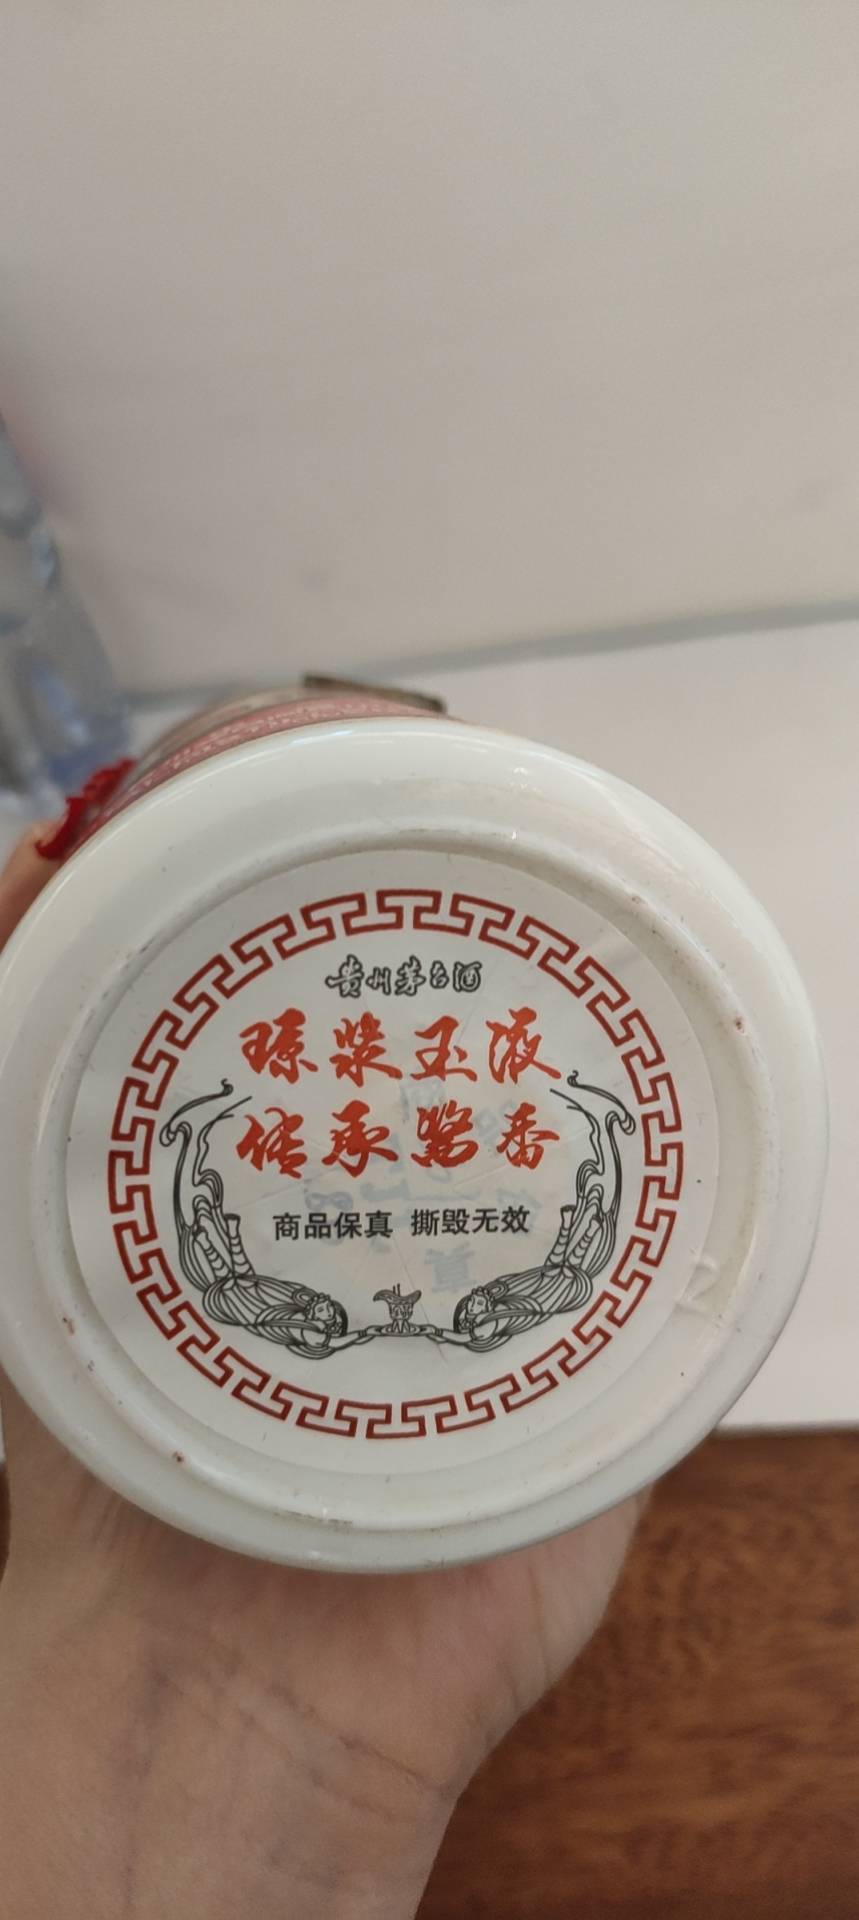 贵州茅台酒
琼浆玉液
传承酱香
商品保真 撕毁无效